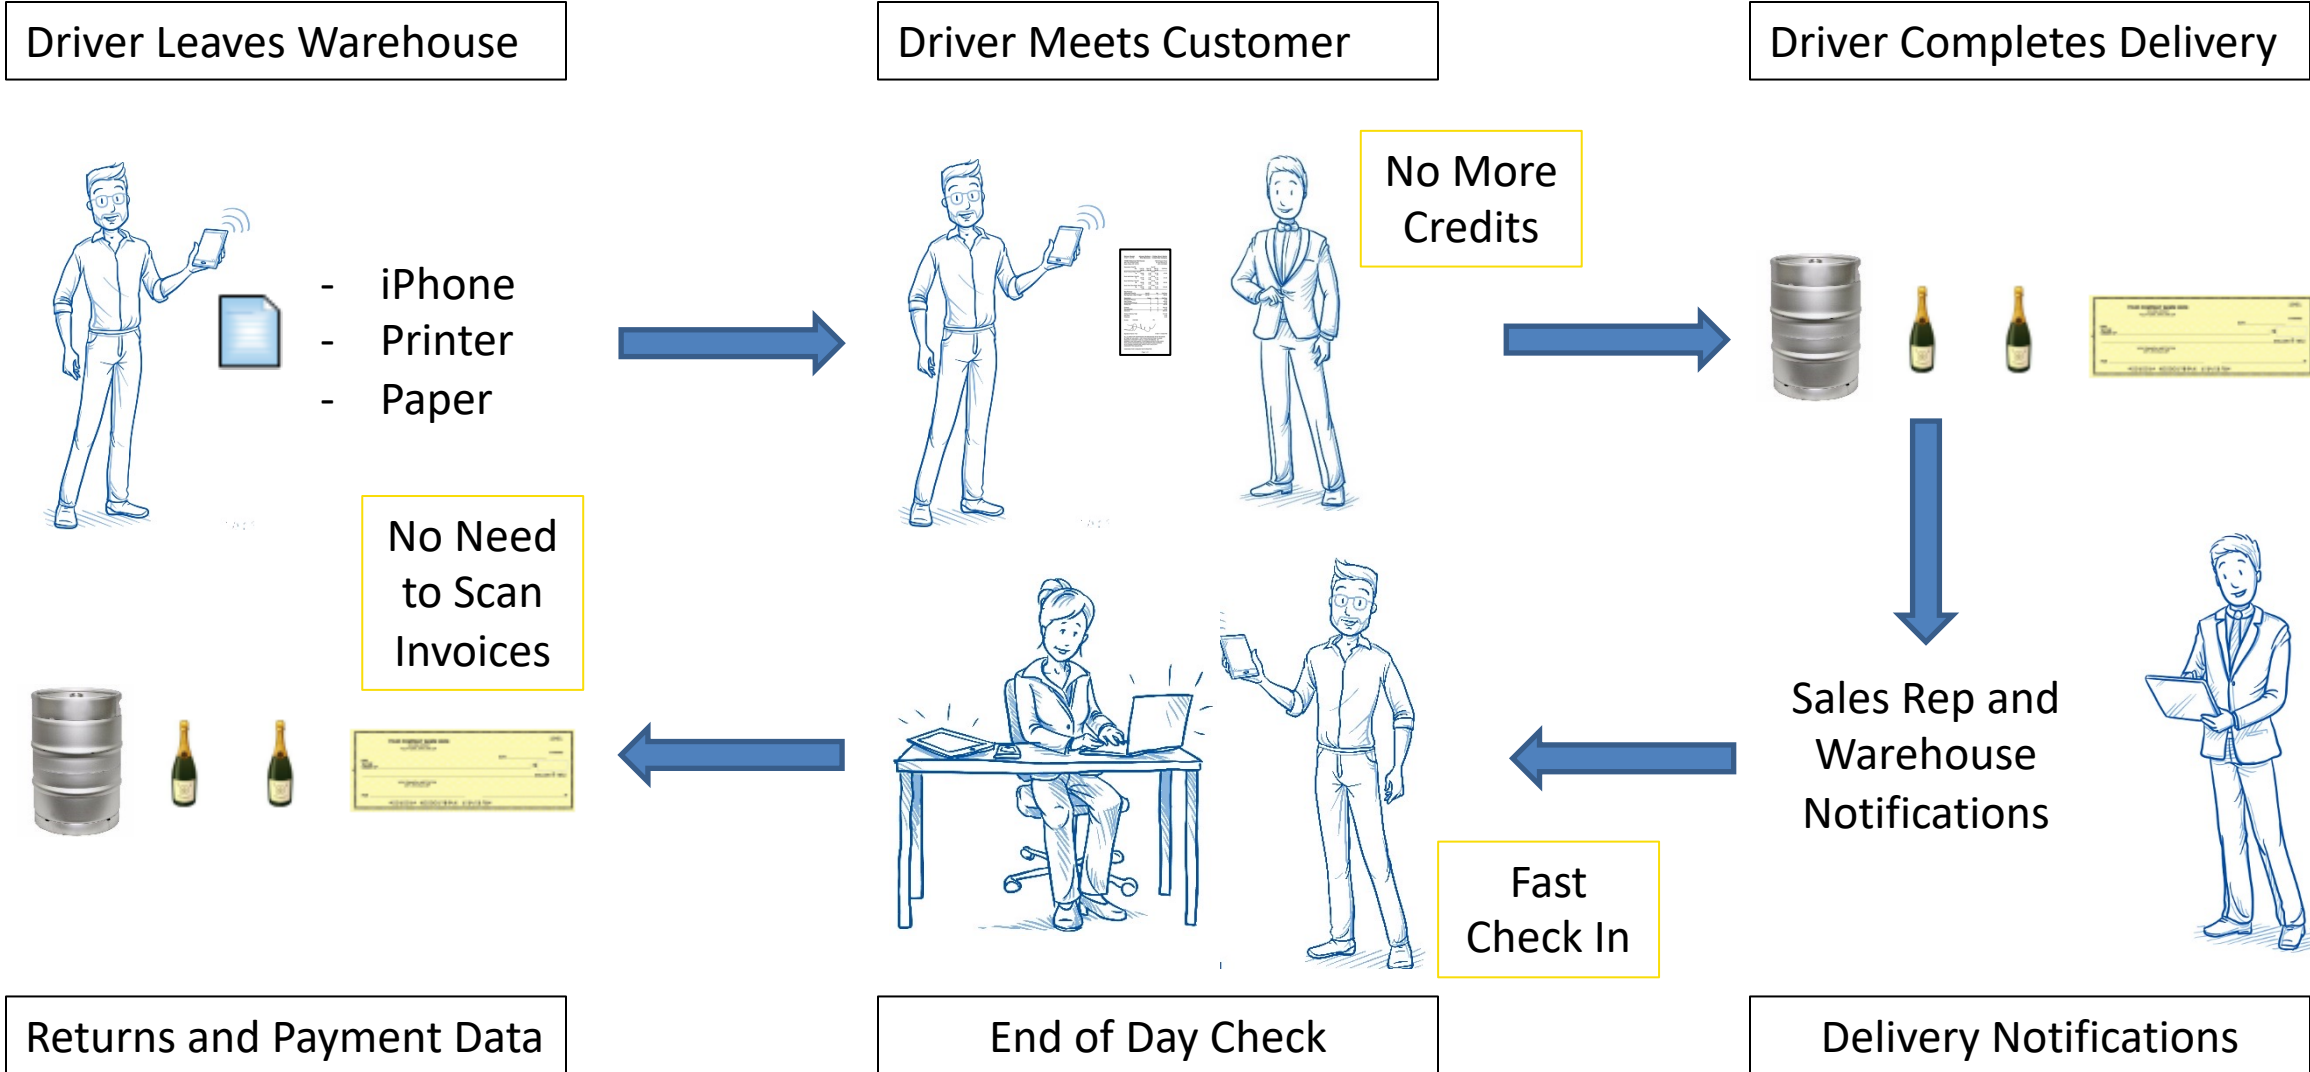 Driver Leaves Warehouse
Driver Meets Customer
Driver Completes Delivery
- iPhone
- Printer
- Paper
No More
Credits
No Need
to Scan
Invoices
Sales Rep and
Warehouse
Notifications
Fast
Check In
Returns and Payment Data
End of Day Check
Delivery Notifications